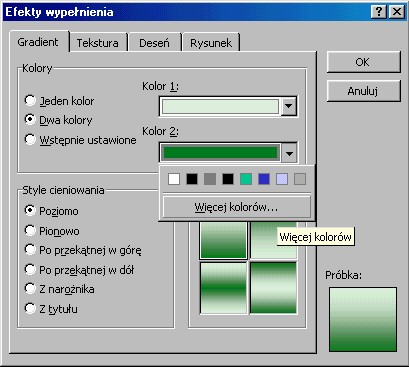 Efekty wypełnienia
Gradient Tekstura Deseń Rysunek
Kolory
Jeden kolor
Dwa kolory
Wstępnie ustawione
Kolor 1:
Kolor 2:
Więcej kolorów...
Więcej kolorów
Style cieniowania
Poziomo
Pionowo
Po przekątnej w górę
Po przekątnej w dół
Z narożnika
Z tytułu
OK
Anuluj
Próbka: